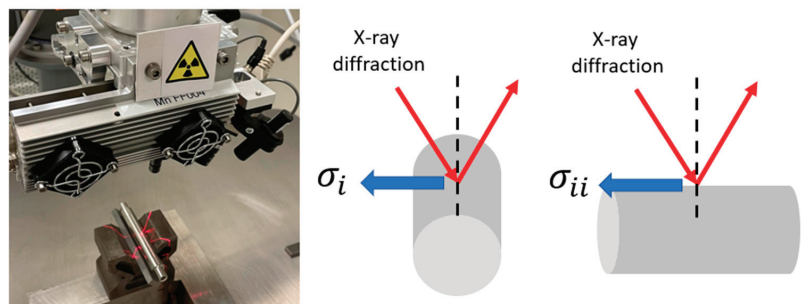 Mn FF004
X-ray
diffraction
σi
X-ray
diffraction
σii